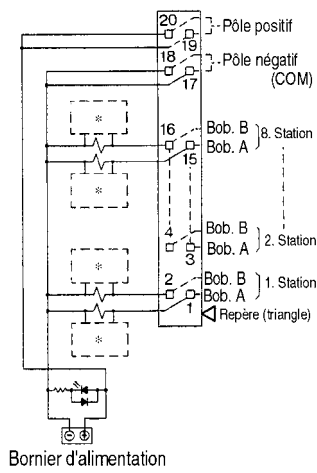 20
Pôle positif
19
18
Pôle négatif
(COM)
17
*
16
Bob. B
8. Station
Bob. A
15
*
4
Bob. B
2. Station
Bob. A
3
*
2
Bob. B
1. Station
Bob. A
1
Repère (triangle)
*
⊖ ⊕
Bornier d'alimentation